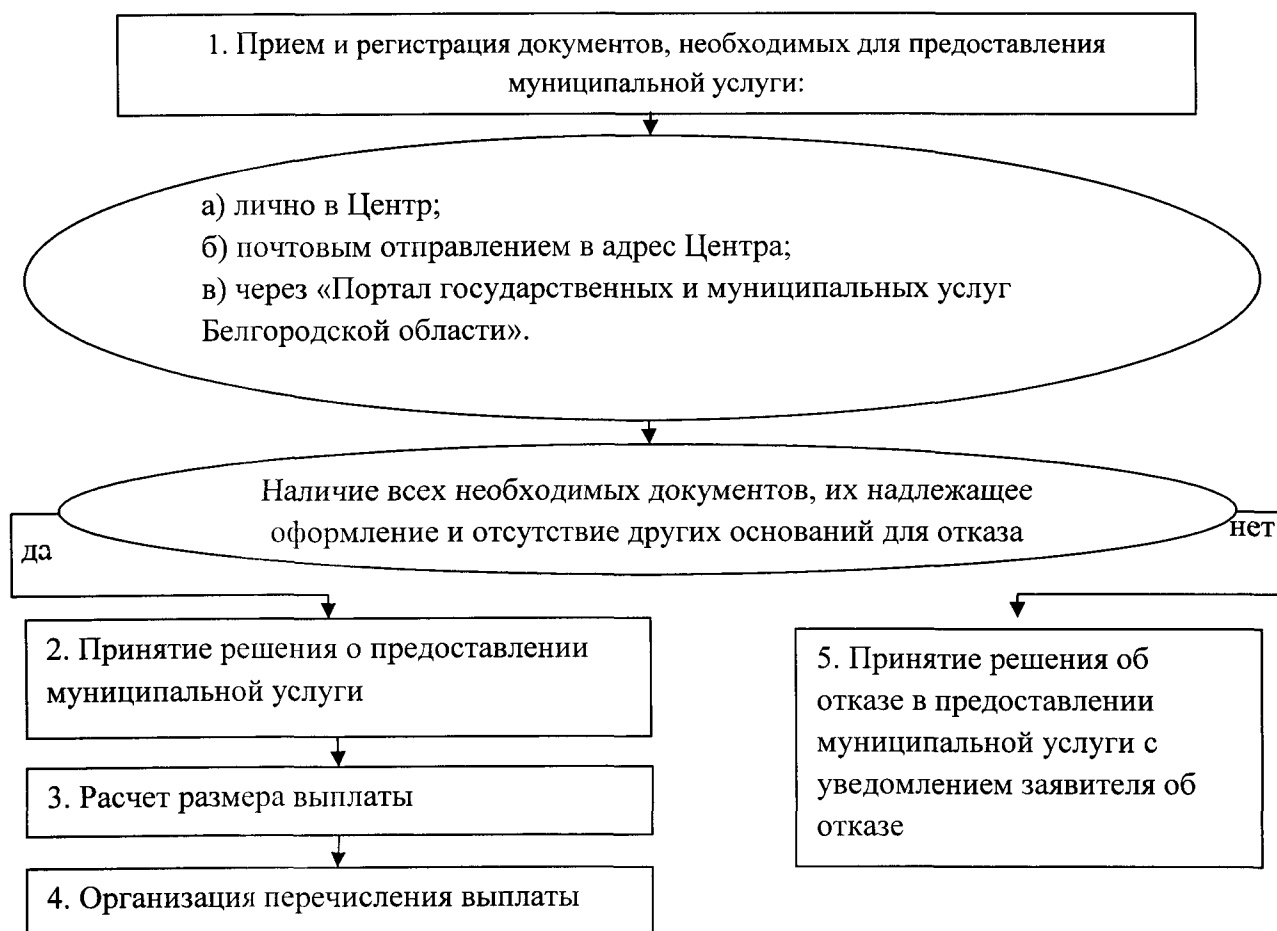 1. Прием и регистрация документов, необходимых для предоставления
муниципальной услуги:
а) лично в Центр;
б) почтовым отправлением в адрес Центра;
в) через «Портал государственных и муниципальных услуг
Белгородской области».
Наличие всех необходимых документов, их надлежащее
оформление и отсутствие других оснований для отказа
да
нет
2. Принятие решения о предоставлении
муниципальной услуги
3. Расчет размера выплаты
4. Организация перечисления выплаты
5. Принятие решения об
отказе в предоставлении
муниципальной услуги с
уведомлением заявителя об
отказе